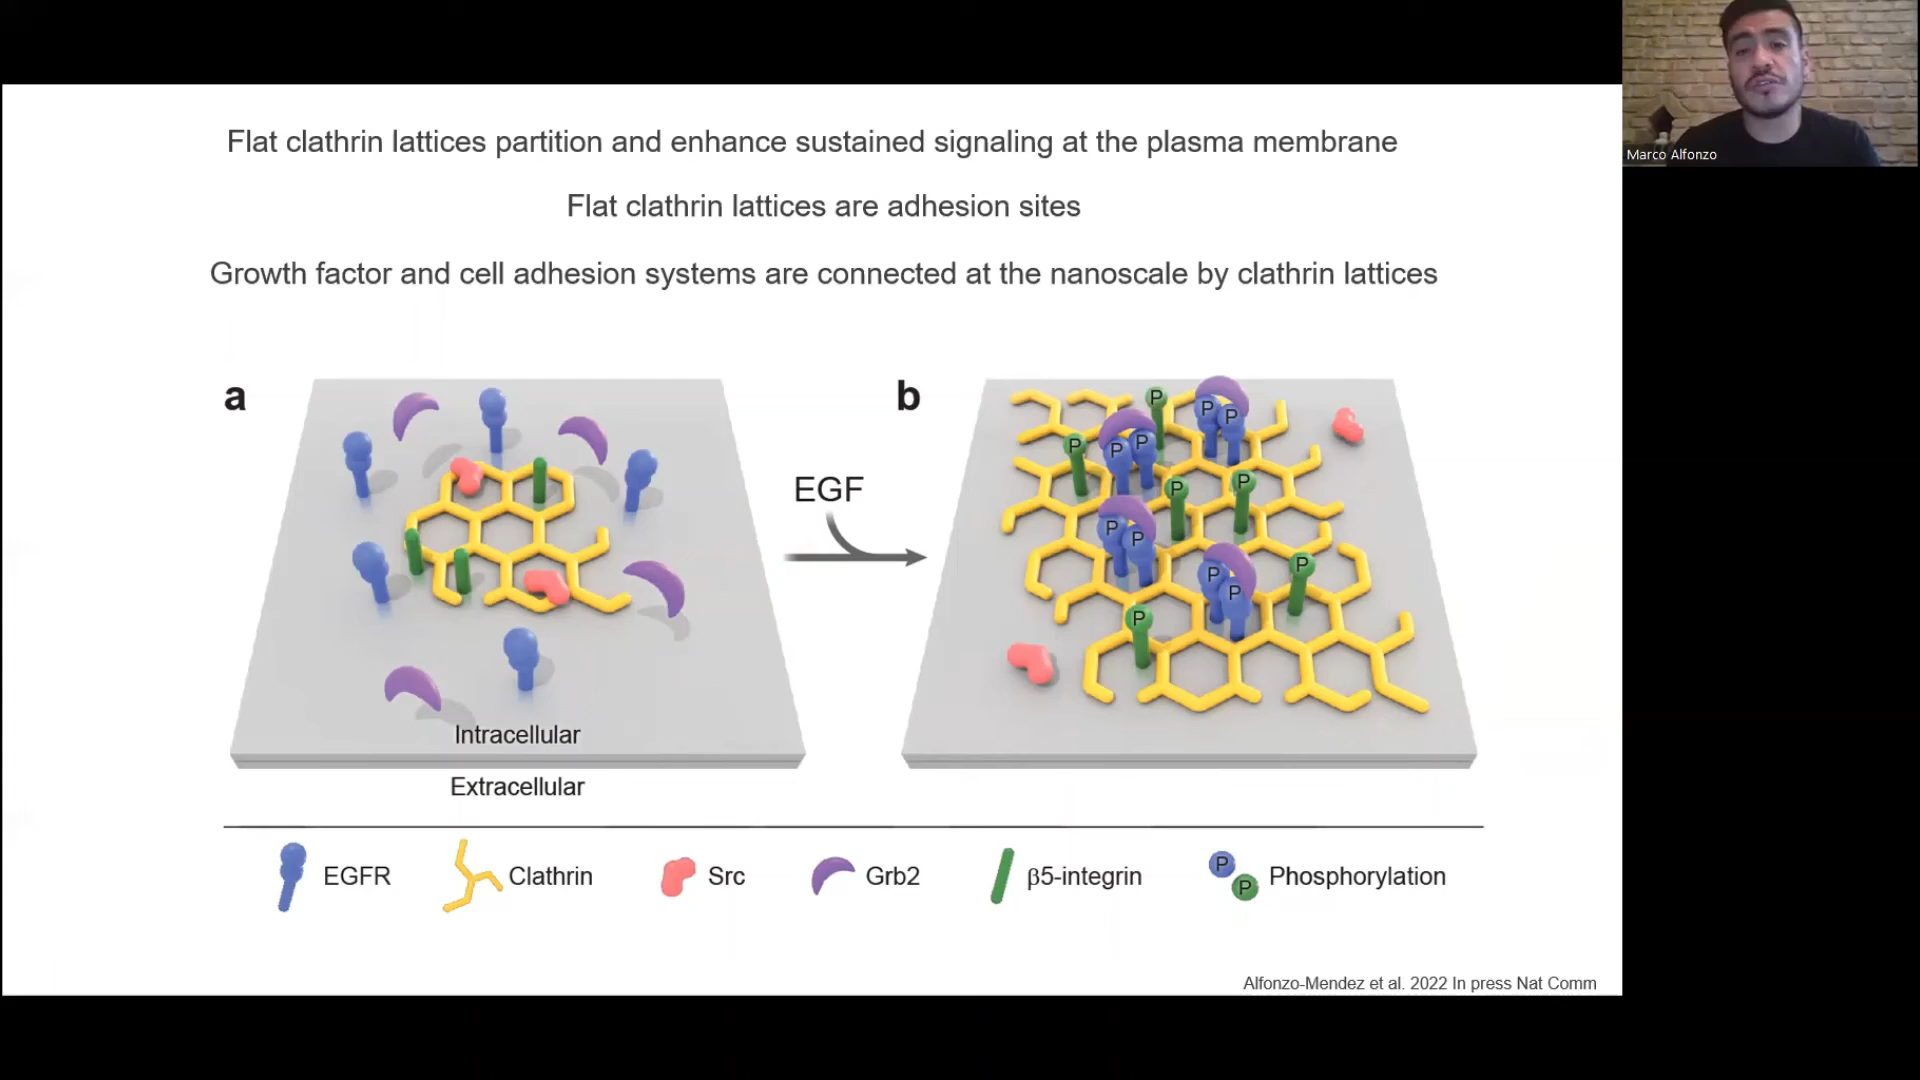 Flat clathrin lattices partition and enhance sustained signaling at the plasma membrane
Marco Alfonzo
Flat clathrin lattices are adhesion sites
Growth factor and cell adhesion systems are connected at the nanoscale by clathrin lattices
a
b
P
P
P
P
P
P
EGF
P
P
P
P
P
P
P
P
Intracellular
Extracellular
EGFR
Clathrin
Src
Grb2
β5-integrin
P
P
Phosphorylation
Alfonzo-Mendez et al. 2022 In press Nat Comm